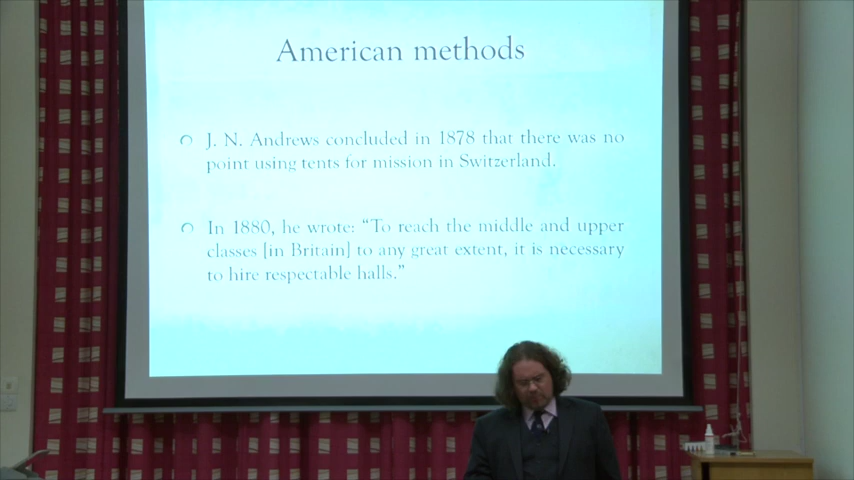 American methods
J. N. Andrews concluded in 1878 that there was no
point using tents for mission in Switzerland.
In 1880, he wrote: “To reach the middle and upper
classes [in Britain] to any great extent, it is necessary
to hire respectable halls.”